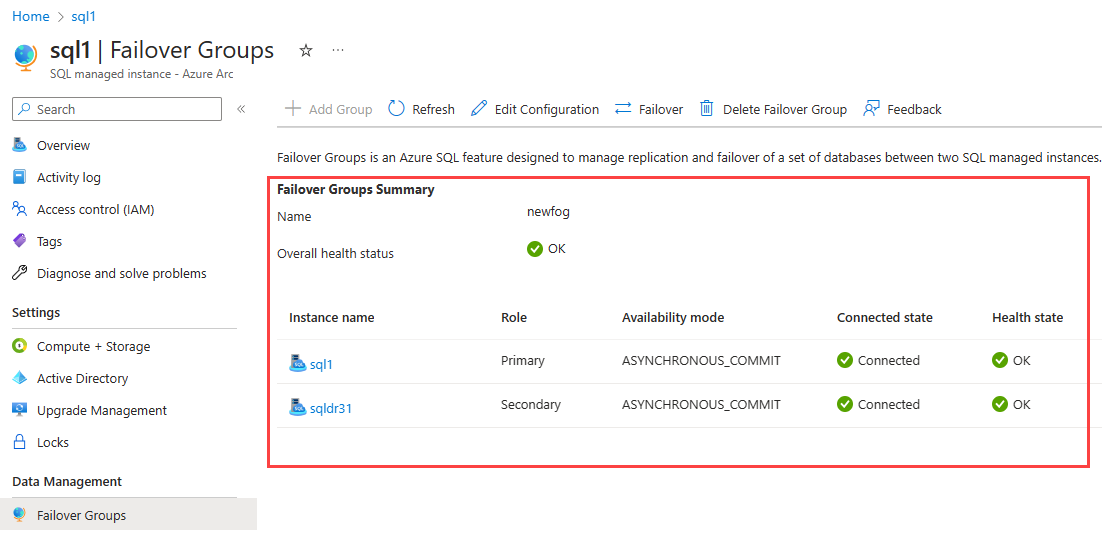 Home > sql1
sql1 | Failover Groups
SQL managed instance - Azure Arc
Search
Overview
Activity log
Access control (IAM)
Tags
Diagnose and solve problems
Settings
Compute + Storage
Active Directory
Upgrade Management
Locks
Data Management
Failover Groups
Add Group Refresh Edit Configuration Failover Delete Failover Group Feedback
Failover Groups is an Azure SQL feature designed to manage replication and failover of a set of databases between two SQL managed instances.
Failover Groups Summary
Name newfog
Overall health status OK
Instance name Role Availability mode Connected state Health state
sql1 Primary ASYNCHRONOUS_COMMIT Connected OK
sqldr31 Secondary ASYNCHRONOUS_COMMIT Connected OK